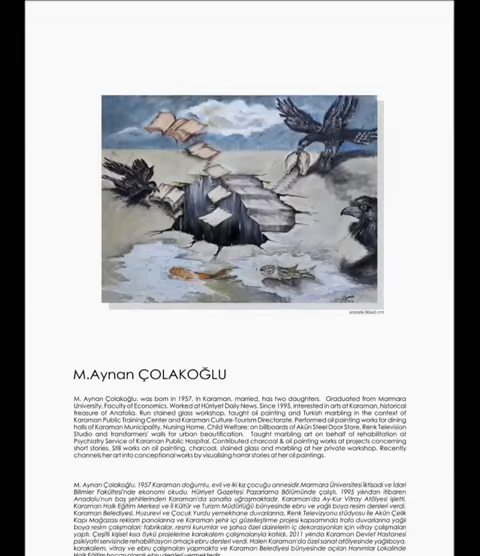 M.Aynan ÇOLAKOĞLU
M. Aynan Çolakoğlu, was born in 1957, in Karaman, married, has two daughters. Graduated from Marmara
University, Faculty of Economics. Worked at Hürriyet Daily News. Since 1995, interested in arts of Karaman, historical
treasure of Anatolia. Run stained glass workshop, taught oil painting and Turkish marbling in the context of
Karaman Public Training Center and Karaman Culture-Tourism Directorate. Performed oil painting works for dining
halls of Karaman Municipality, Nursing Home, Child Welfare; on billboards of Akün Steel Door Store, Renk Television
Studio and transformers' walls for urban beautification. Taught marbling art on behalf of rehabilitation at
Psychiatry Service of Karaman Public Hospital. Contributed charcoal & oil painting works at projects concerning
short stories. Still works on oil painting, charcoal, stained glass and marbling at her private workshop. Recently
channels her art into conceptional works by visualising horror stories at her oil paintings.
M. Aynan Çolakoğlu, 1957 Karaman doğumlu, evli ve iki kız çocuğu annesidir.Marmara Üniversitesi İktisadi ve İdari
Bilimler Fakültesi'nde ekonomi okudu. Hürriyet Gazetesi Pazarlama Bölümünde çalıştı. 1995 yılından itibaren
Anadolu'nun baş şehirlerinden Karaman'da sanatla uğraşmaktadır. Karaman'da Ay-Kur Vitray Atölyesi işletti.
Karaman Halk Eğitim Merkezi ve İl Kültür ve Turizm Müdürlüğü bünyesinde ebru ve yağlı boya resim dersleri verdi.
Karaman Belediyesi, Huzurevi ve Çocuk Yurdu yemekhane duvarlarına, Renk Televizyonu stüdyosu ile Akün Çelik
Kapı Mağazası reklam panolarına ve Karaman şehir içi güzelleştirme projesi kapsamında trafo duvarlarına yağlı
boya resim çalışmaları; fabrikalar, resmi kurumlar ve şahsa özel dairelerin iç dekorasyonları için vitray çalışmaları
yaptı. Çeşitli kişisel kısa öykü projelerine karakalem çalışmalarıyla katıldı. 2011 yılında Karaman Devlet Hastanesi
psikiyatri servisinde rehabilitasyon amaçlı ebru dersleri verdi. Halen Karaman'da özel sanat atölyesinde yağlıboya,
karakalem, vitray ve ebru çalışmaları yapmakta ve Karaman Belediyesi bünyesinde açılan Hanımlar Lokalinde